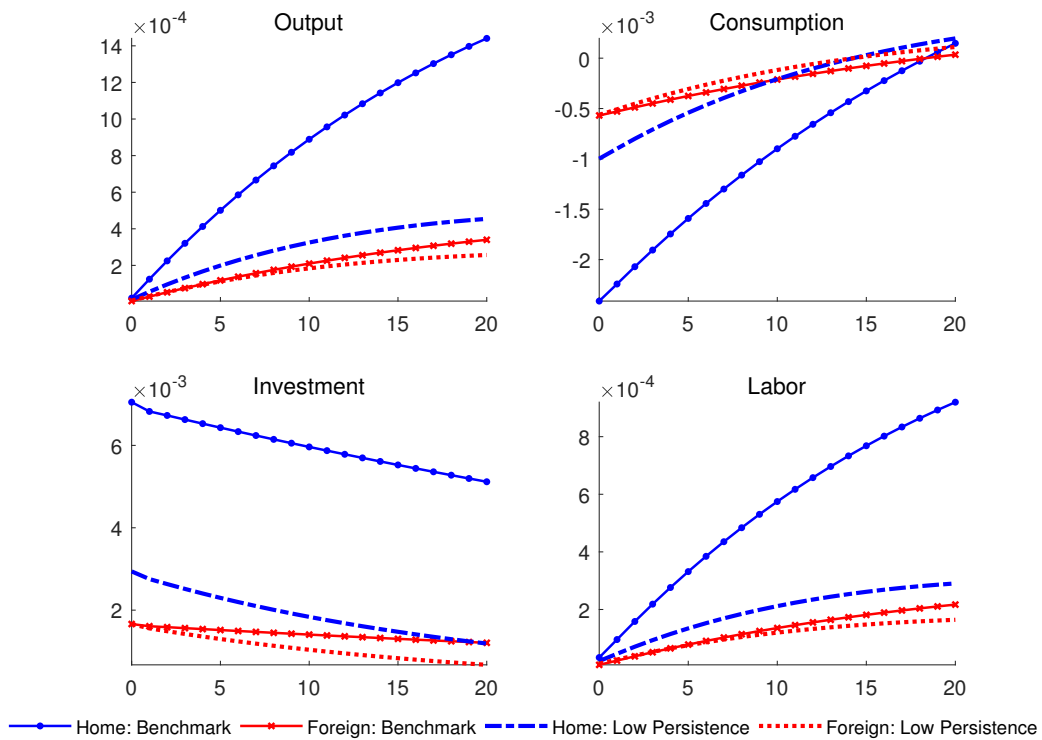 ×10⁻⁴ Output
14
12
10
8
6
4
2
0 5 10 15 20
×10⁻³ Consumption
0
-0.5
-1
-1.5
-2
0 5 10 15 20
×10⁻³ Investment
6
4
2
0 5 10 15 20
×10⁻⁴ Labor
8
6
4
2
0 5 10 15 20
Home: Benchmark Foreign: Benchmark Home: Low Persistence Foreign: Low Persistence